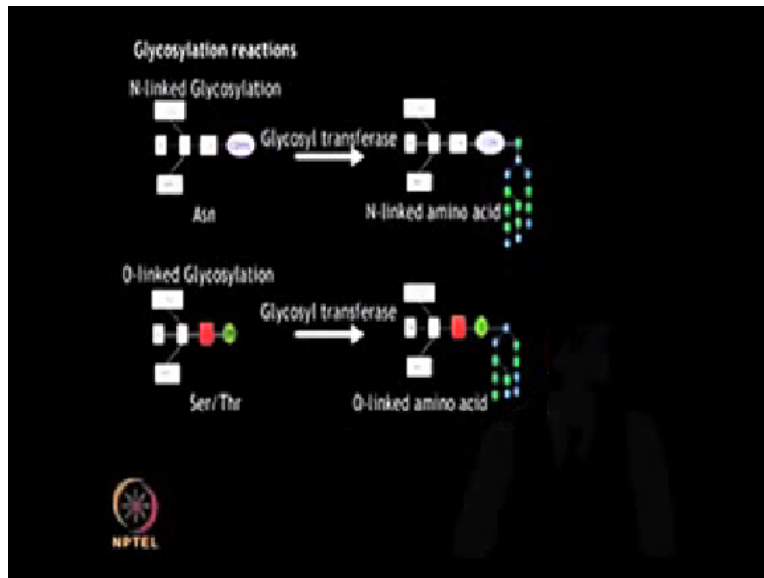 Glycosylation reactions
N-linked Glycosylation
Glycosyl transferase
Asn
N-linked amino acid
O-linked Glycosylation
Glycosyl transferase
Ser/Thr
O-linked amino acid
NPTEL